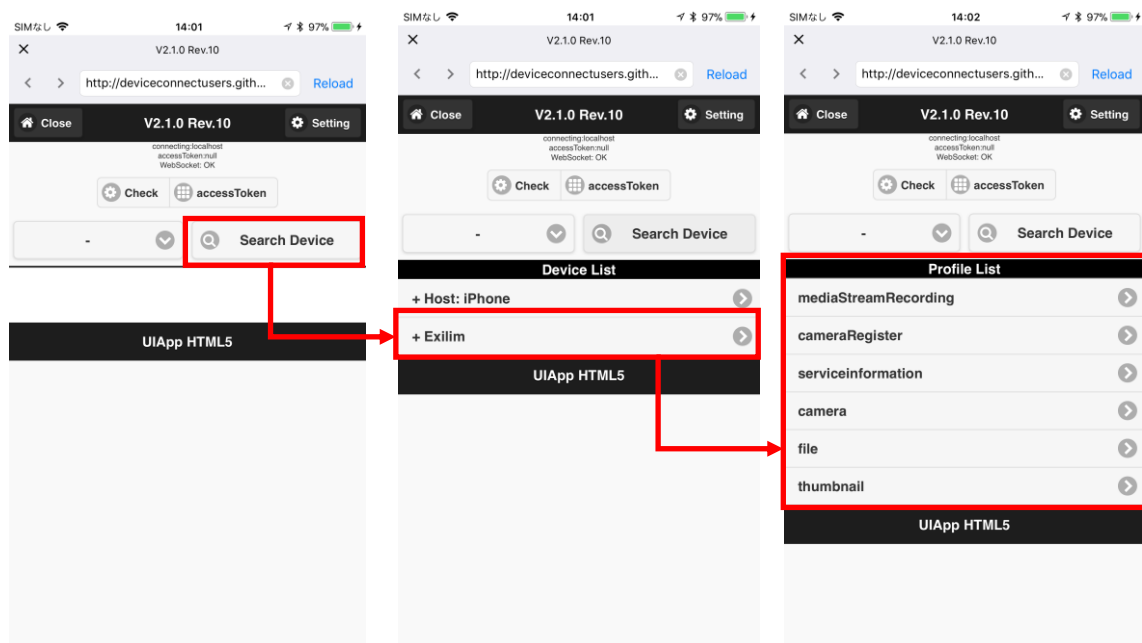 SIMなし 14:01 97%
V2.1.0 Rev.10
http://deviceconnectusers.gith... Reload
Close V2.1.0 Rev.10 Setting
connecting:localhost
accessToken:null
WebSocket: OK
Check accessToken
- Search Device
UIApp HTML5
SIMなし 14:01 97%
V2.1.0 Rev.10
http://deviceconnectusers.gith... Reload
Close V2.1.0 Rev.10 Setting
connecting:localhost
accessToken:null
WebSocket: OK
Check accessToken
- Search Device
Device List
+ Host: iPhone
+ Exilim
UIApp HTML5
SIMなし 14:02 97%
V2.1.0 Rev.10
http://deviceconnectusers.gith... Reload
Close V2.1.0 Rev.10 Setting
connecting:localhost
accessToken:null
WebSocket: OK
Check accessToken
- Search Device
Profile List
mediaStreamRecording
cameraRegister
serviceinformation
camera
file
thumbnail
UIApp HTML5